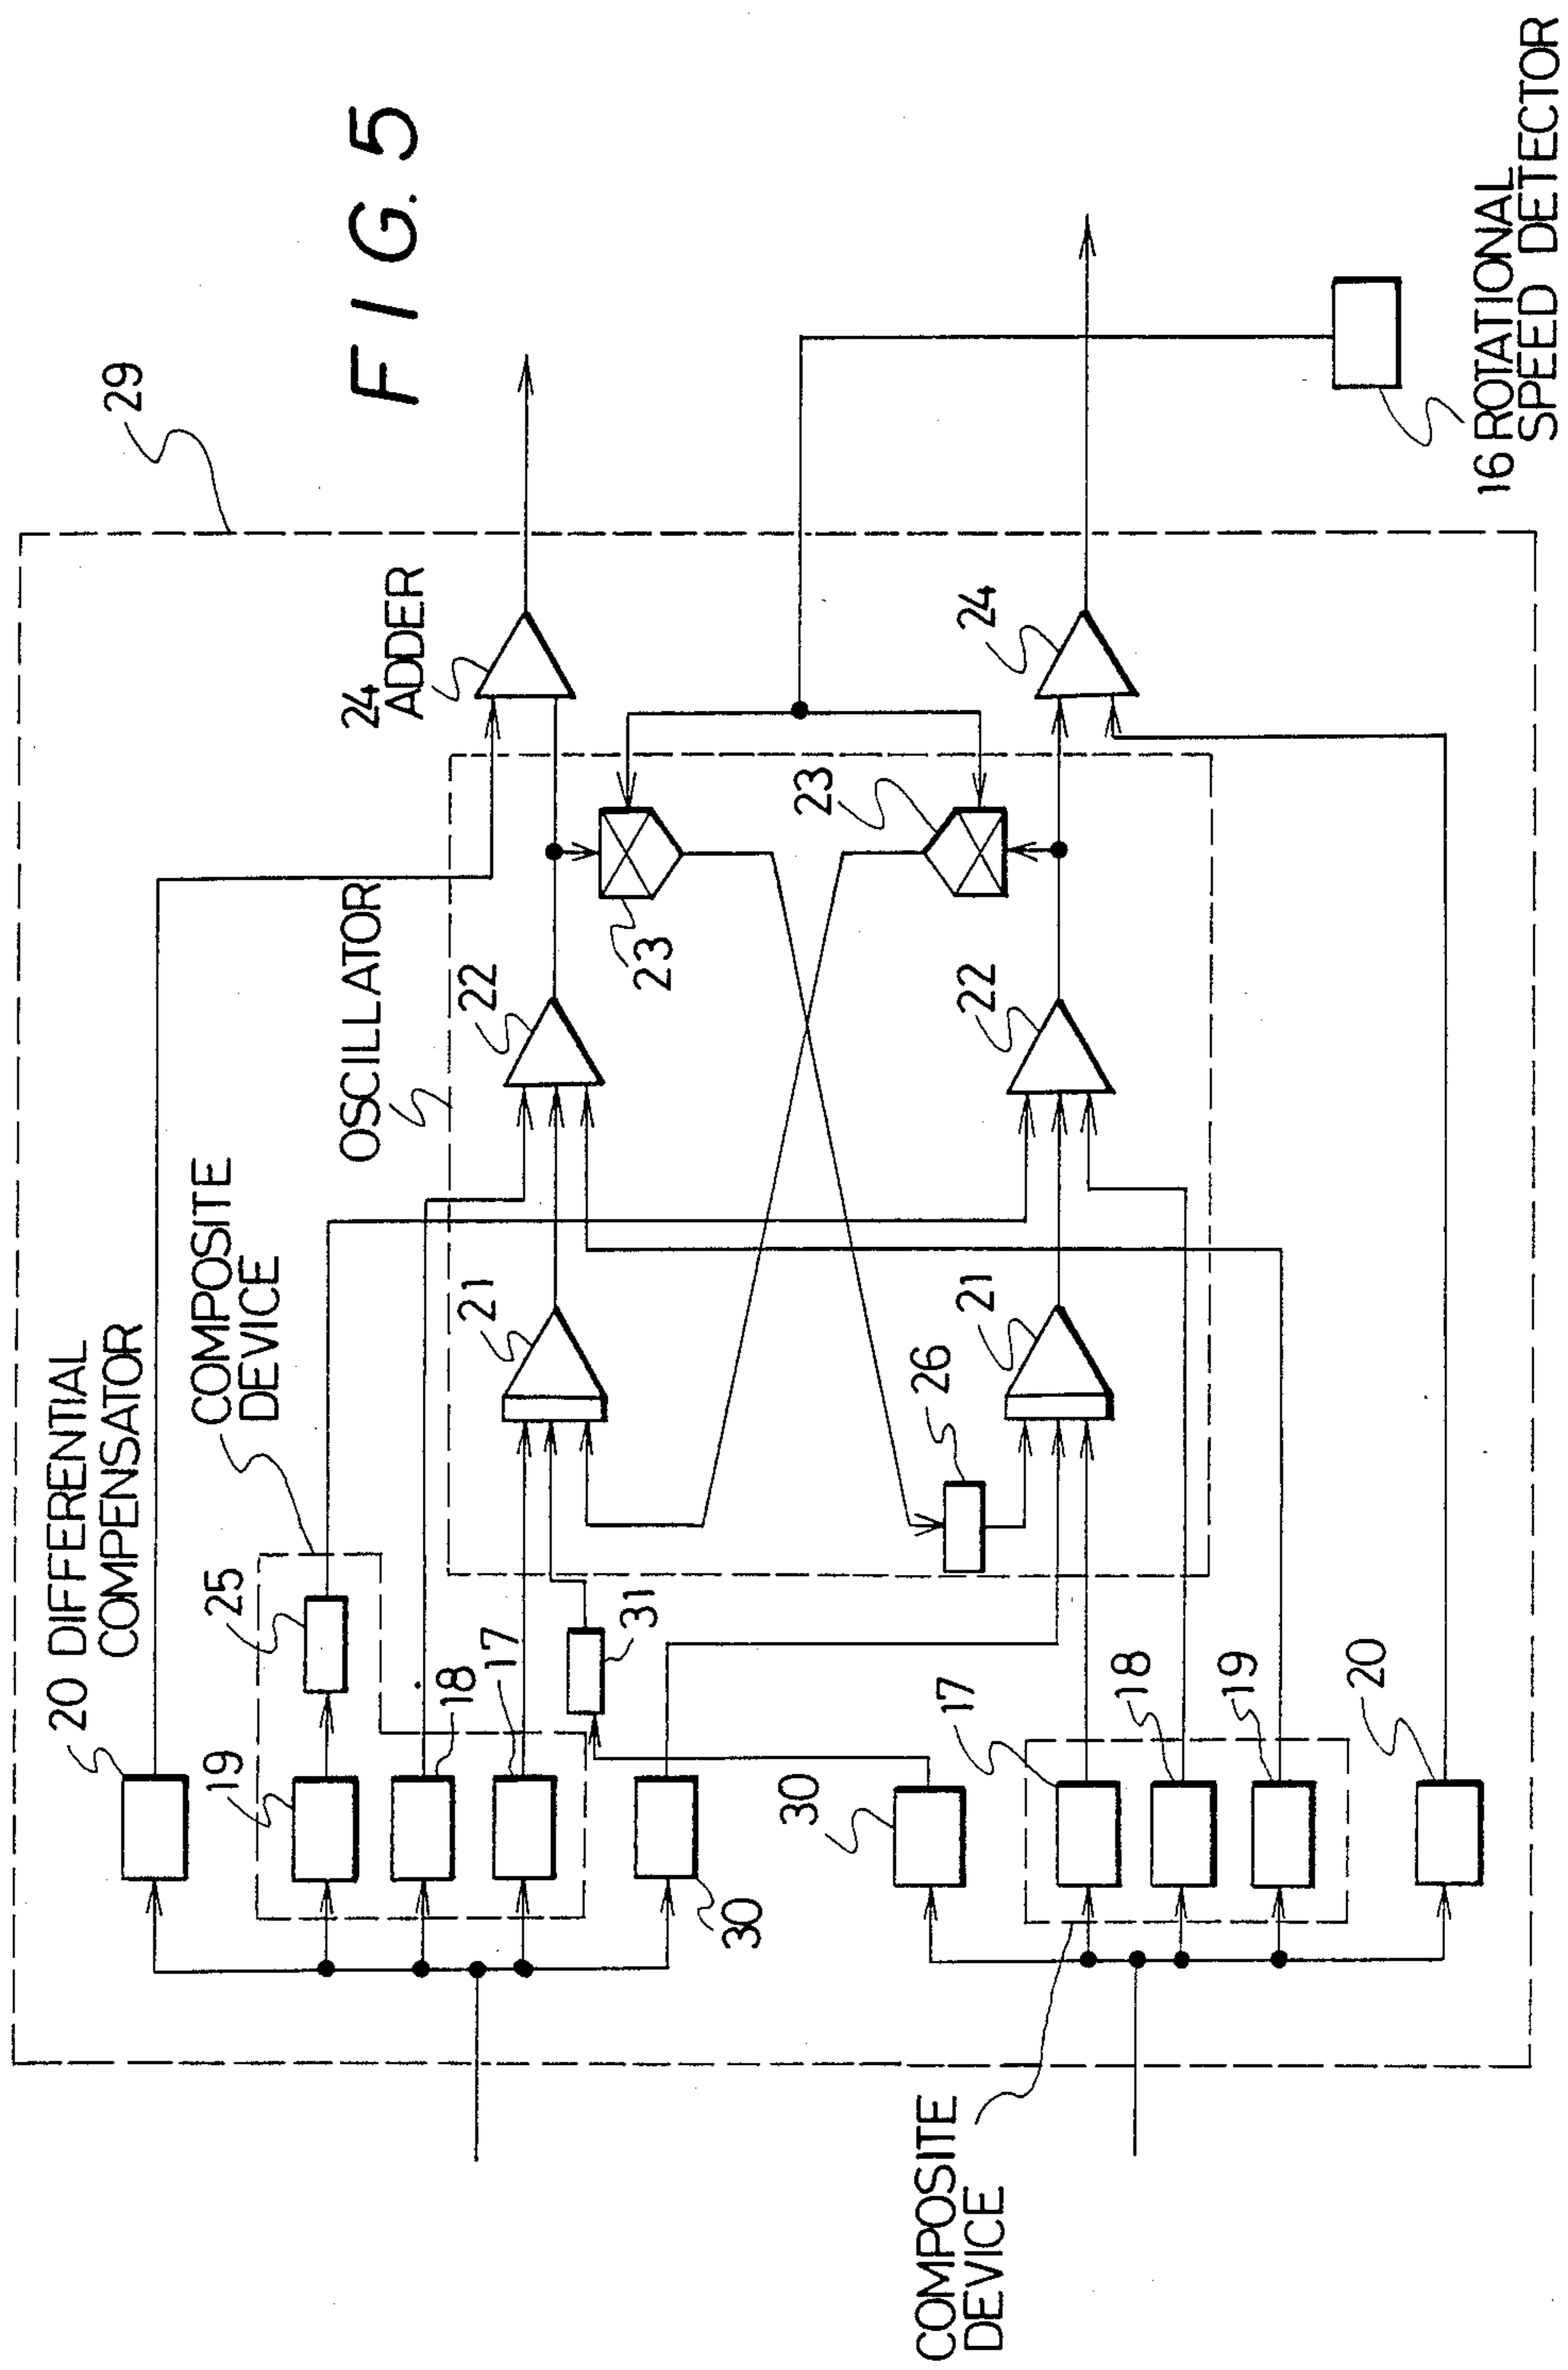 20 DIFFERENTIAL
COMPENSATOR
29
COMPOSITE
DEVICE
19
25
OSCILLATOR
24
ADDER
FIG. 5
18
17
21
22
31
23
30
30
23
COMPOSITE
DEVICE
17
26
21
22
24
18
19
20
16 ROTATIONAL
SPEED DETECTOR